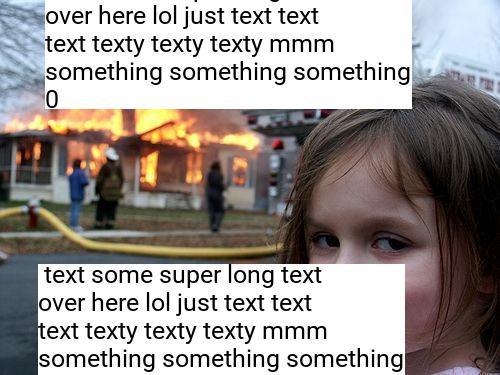 over here lol just text text
text texty texty texty mmm
something something something
0
text some super long text
over here lol just text text
text texty texty texty mmm
something something something